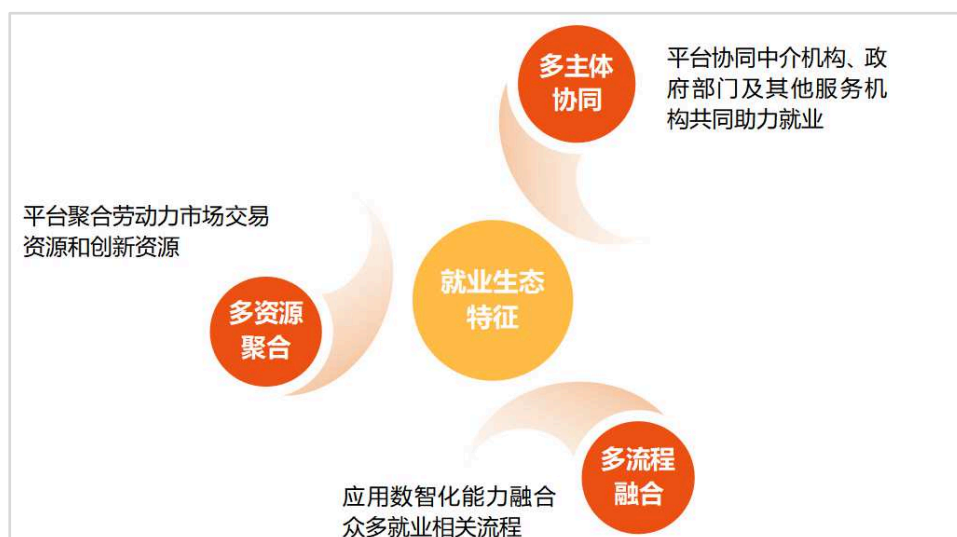 多主体
协同
平台协同中介机构、政
府部门及其他服务机
构共同助力就业
平台聚合劳动力市场交易
资源和创新资源
多资源
聚合
就业生态
特征
多流程
融合
应用数智化能力融合
众多就业相关流程